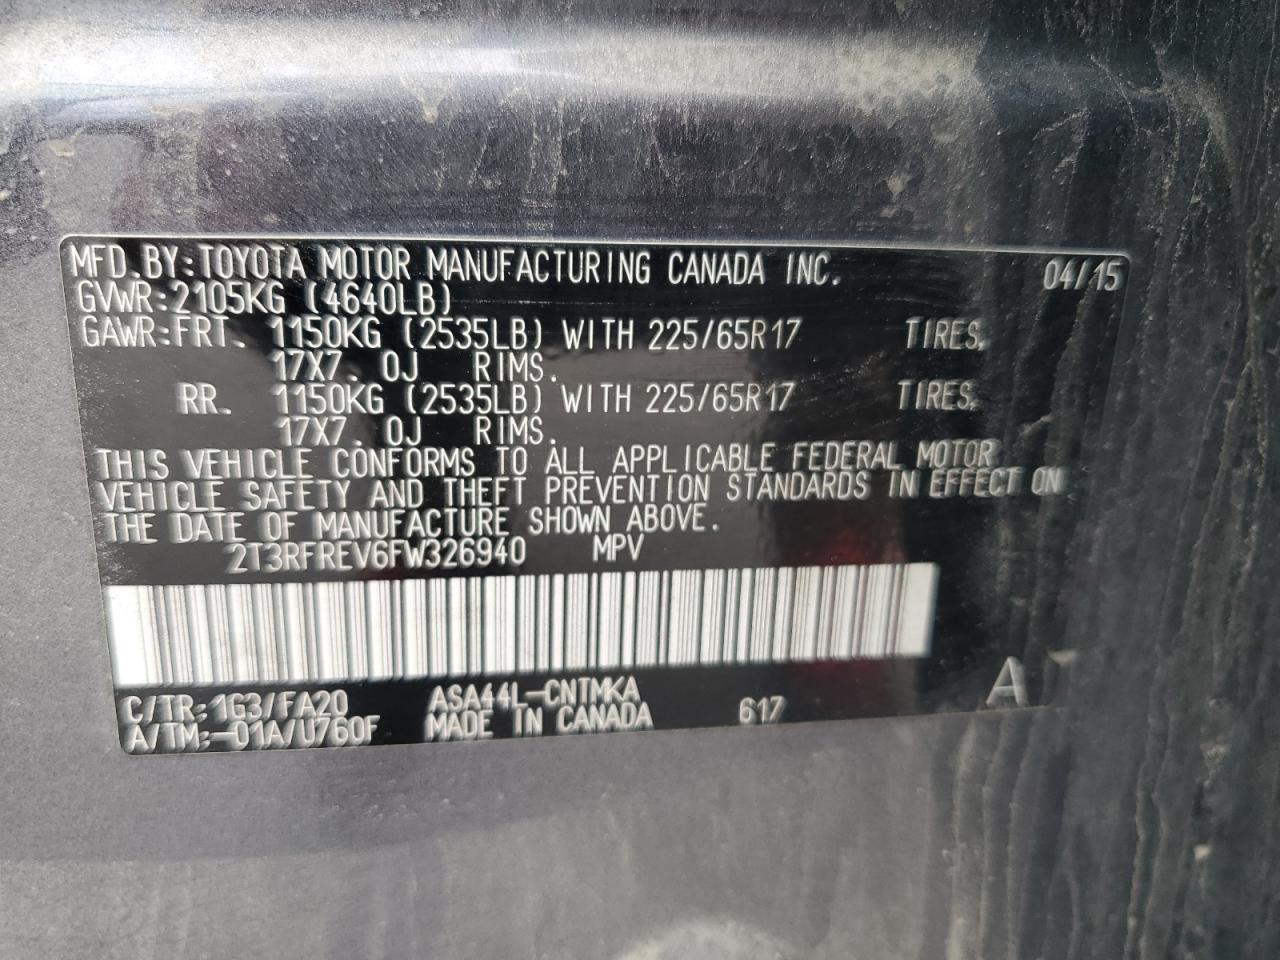 MFD. BY: TOYOTA MOTOR MANUFACTURING CANADA INC. 04/15
GVWR: 2105KG (4640LB)
GAWR: FRT. 1150KG (2535LB) WITH 225/65R17 TIRES,
17X7. 0J RIMS.
RR. 1150KG (2535LB) WITH 225/65R17 TIRES,
17X7. 0J RIMS.
THIS VEHICLE CONFORMS TO ALL APPLICABLE FEDERAL MOTOR
VEHICLE SAFETY AND THEFT PREVENTION STANDARDS IN EFFECT ON
THE DATE OF MANUFACTURE SHOWN ABOVE.
2T3RFREV6FW326940 MPV
C/TR: 1G3/FA20 ASA44L-CNTMKA 617 A
A/TM: -01A/U760F MADE IN CANADA